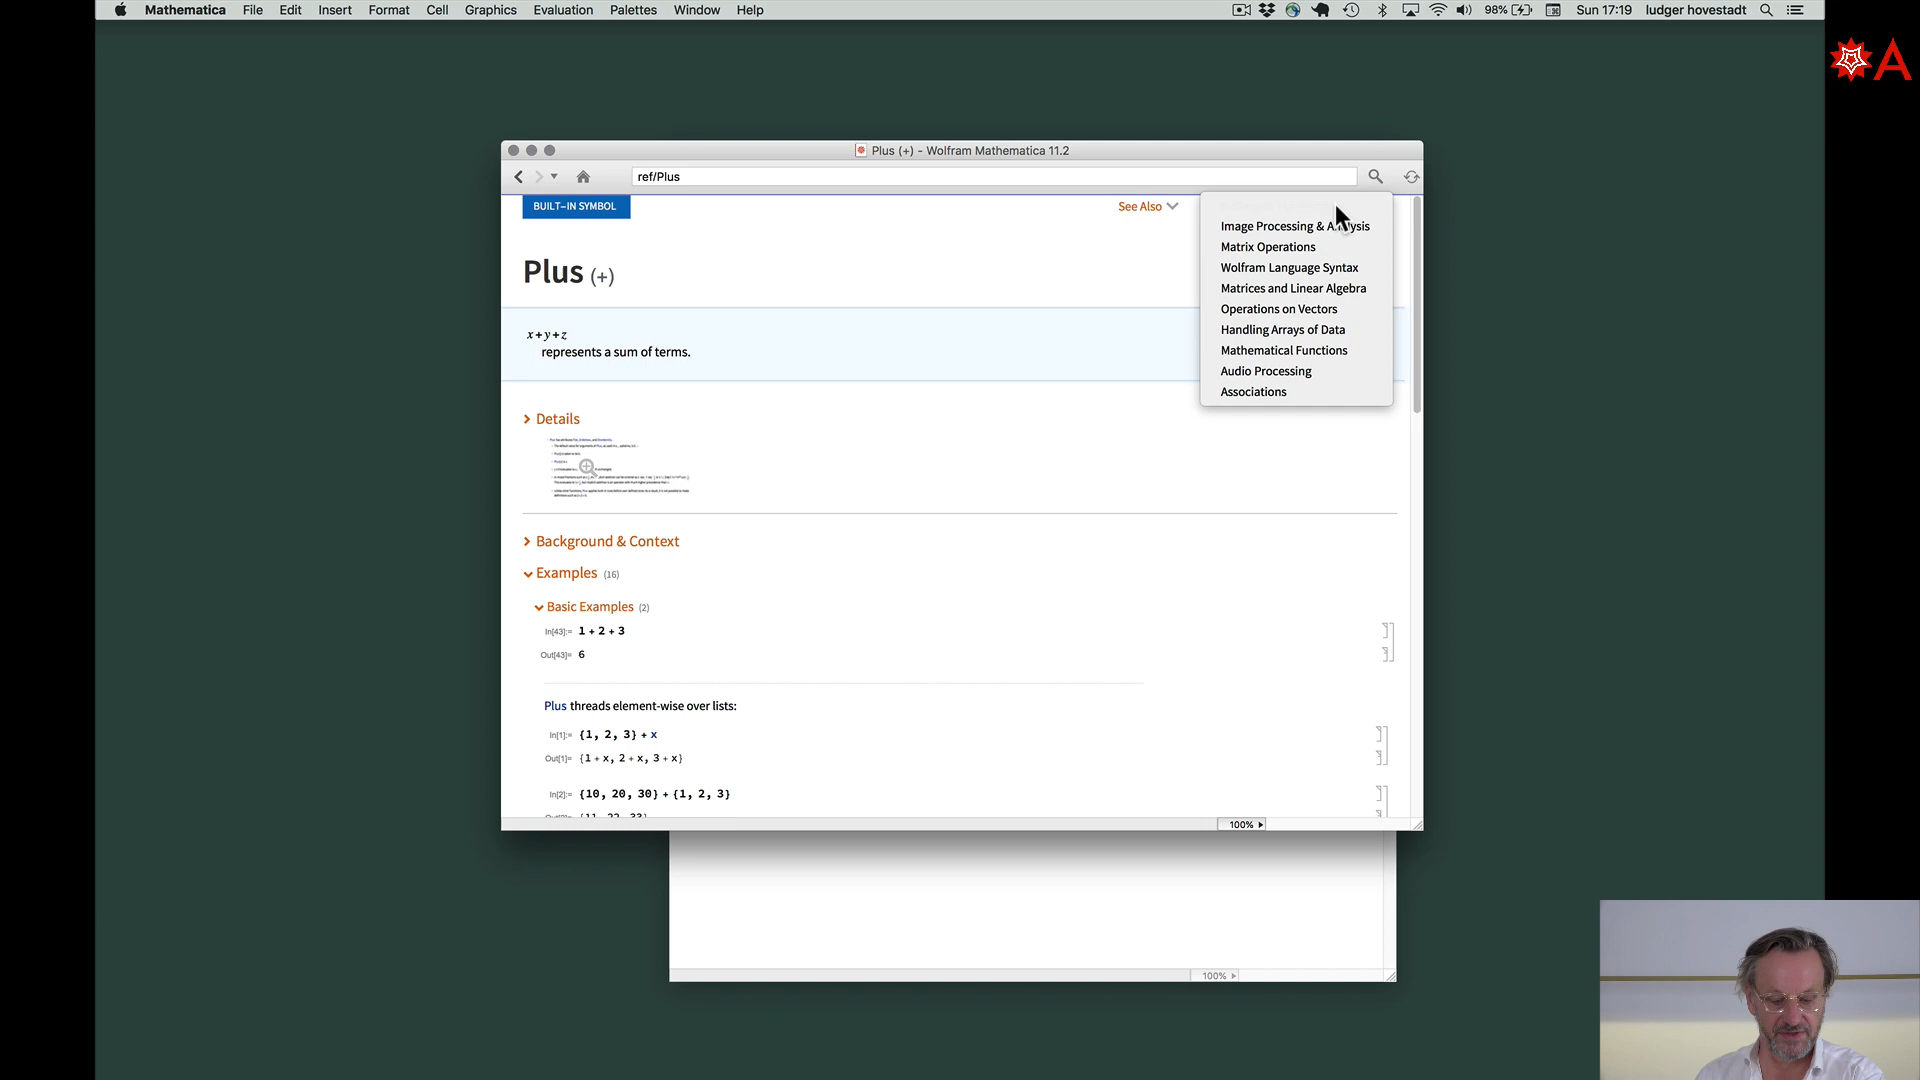 Mathematica File Edit Insert Format Cell Graphics Evaluation Palettes Window Help 98% Sun 17:19 ludger hovestadt
A
Plus (+) - Wolfram Mathematica 11.2
ref/Plus
BUILT-IN SYMBOL See Also
Plus (+)
Image Processing & Analysis
Matrix Operations
Wolfram Language Syntax
Matrices and Linear Algebra
Operations on Vectors
Handling Arrays of Data
Mathematical Functions
Audio Processing
Associations
x+y+z
represents a sum of terms.
Details
Background & Context
Examples (16)
Basic Examples (2)
In[43]:= 1 + 2 + 3
Out[43]= 6
Plus threads element-wise over lists:
In[1]:= {1, 2, 3} + x
Out[1]= {1 + x, 2 + x, 3 + x}
In[2]:= {10, 20, 30} + {1, 2, 3}
100%
100%